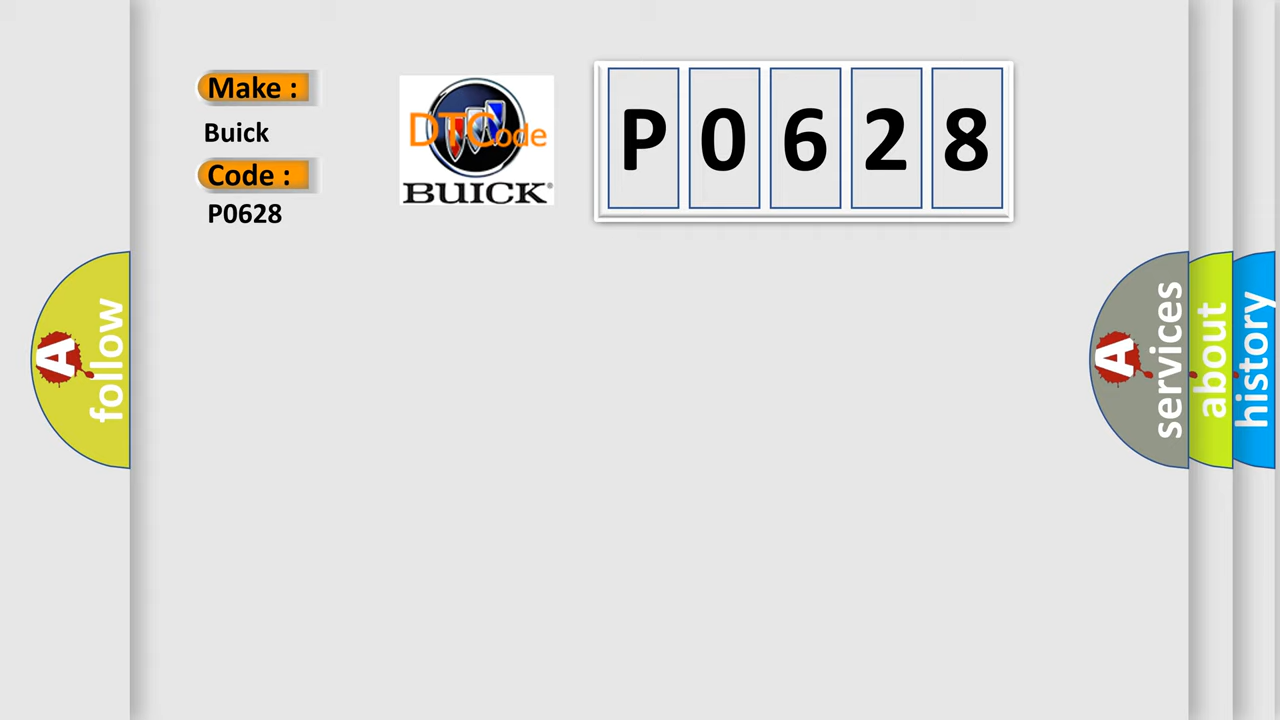 Make :
Buick
Code :
P0628
DTCode
BUICK®
P 0 6 2 8
A follow
A services
about
history